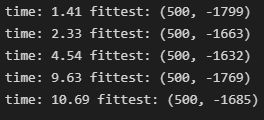 time: 1.41 fittest: (500, -1799)
time: 2.33 fittest: (500, -1663)
time: 4.54 fittest: (500, -1632)
time: 9.63 fittest: (500, -1769)
time: 10.69 fittest: (500, -1685)